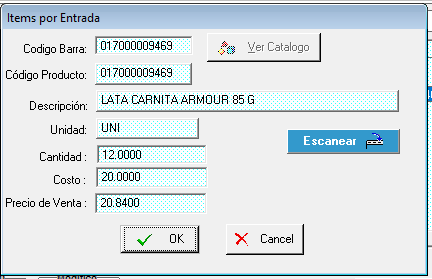 Items por Entrada
Codigo Barra: 017000009469 Ver Catalogo
Código Producto: 017000009469
Descripción: LATA CARNITA ARMOUR 85 G
Unidad: UNI
Escanear
Cantidad : 12.0000
Costo : 20.0000
Precio de Venta : 20.8400
OK Cancel